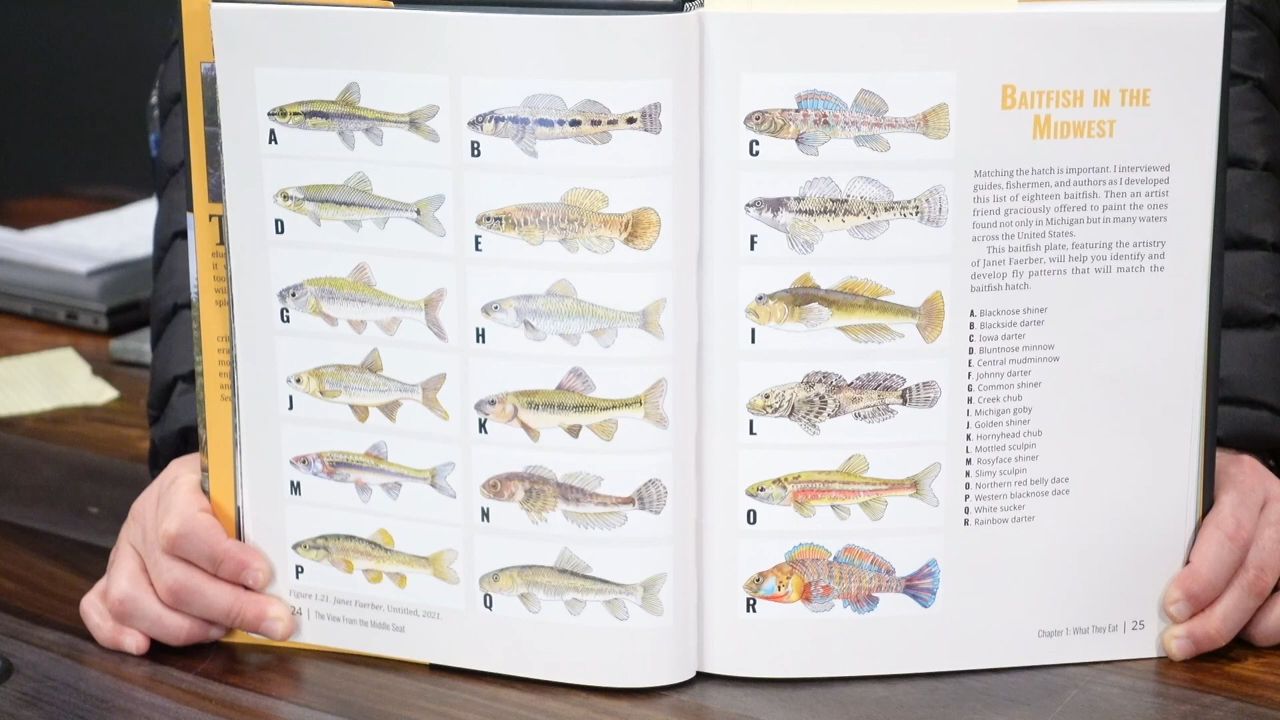 A
B
D
E
G
H
J
K
M
N
P
Q
Figure 1.21. Janet Faerber, Untitled, 2021.
24 | The View From the Middle Seat
C
F
I
L
O
R
BAITFISH IN THE
MIDWEST
Matching the hatch is important. I interviewed
guides, fishermen, and authors as I developed
this list of eighteen baitfish. Then an artist
friend graciously offered to paint the ones
found not only in Michigan but in many waters
across the United States.
This baitfish plate, featuring the artistry
of Janet Faerber, will help you identify and
develop fly patterns that will match the
baitfish hatch.
A. Blacknose shiner
B. Blackside darter
C. Iowa darter
D. Bluntnose minnow
E. Central mudminnow
F. Johnny darter
G. Common shiner
H. Creek chub
I. Michigan goby
J. Golden shiner
K. Hornyhead chub
L. Mottled sculpin
M. Rosyface shiner
N. Slimy sculpin
O. Northern red belly dace
P. Western blacknose dace
Q. White sucker
R. Rainbow darter
Chapter 1: What They Eat | 25